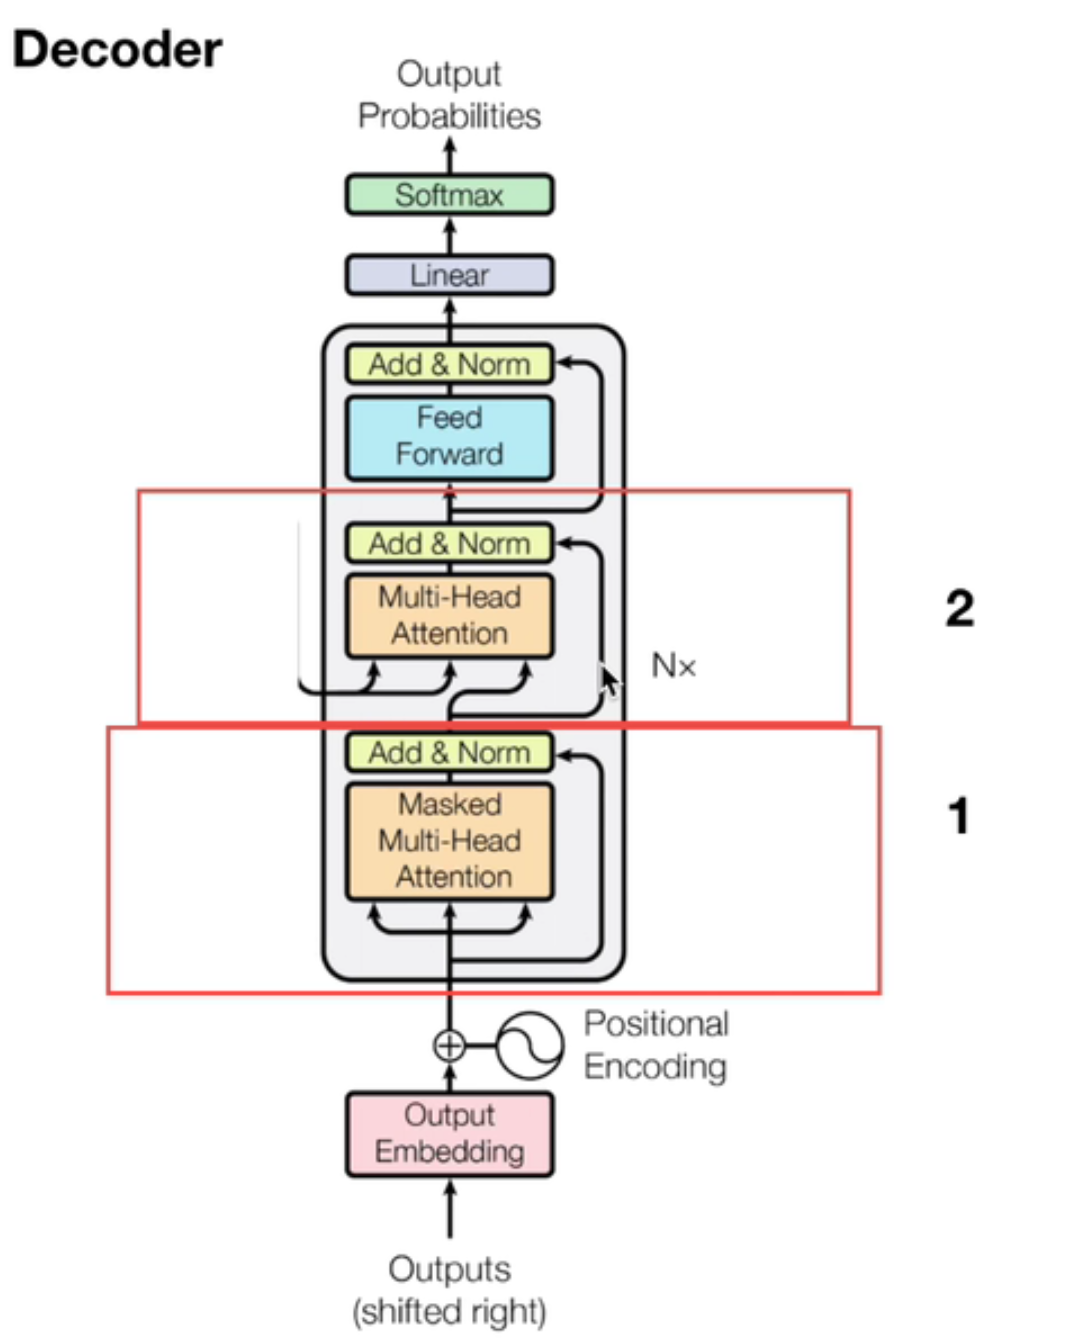 Decoder
Output
Probabilities
Softmax
Linear
Add & Norm
Feed
Forward
Add & Norm
Multi-Head
Attention
2
N×
Add & Norm
Masked
Multi-Head
Attention
1
Positional
Encoding
Output
Embedding
Outputs
(shifted right)